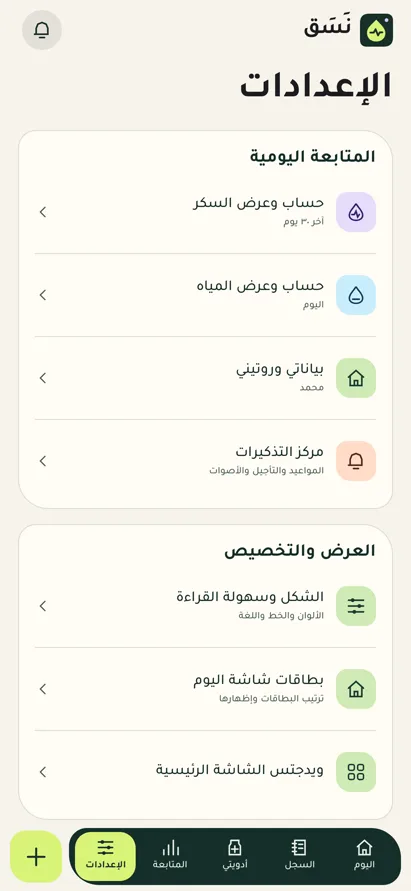 نَسَق
الإعدادات
المتابعة اليومية
حساب وعرض السكر
آخر ٣٠ يوم
حساب وعرض المياه
اليوم
بياناتي وروتيني
محمد
مركز التذكيرات
المواعيد والتأجيل والأصوات
العرض والتخصيص
الشكل وسهولة القراءة
الألوان والخط واللغة
بطاقات شاشة اليوم
ترتيب البطاقات وإظهارها
ويدجتس الشاشة الرئيسية
اليوم
السجل
أدويتي
المتابعة
الإعدادات